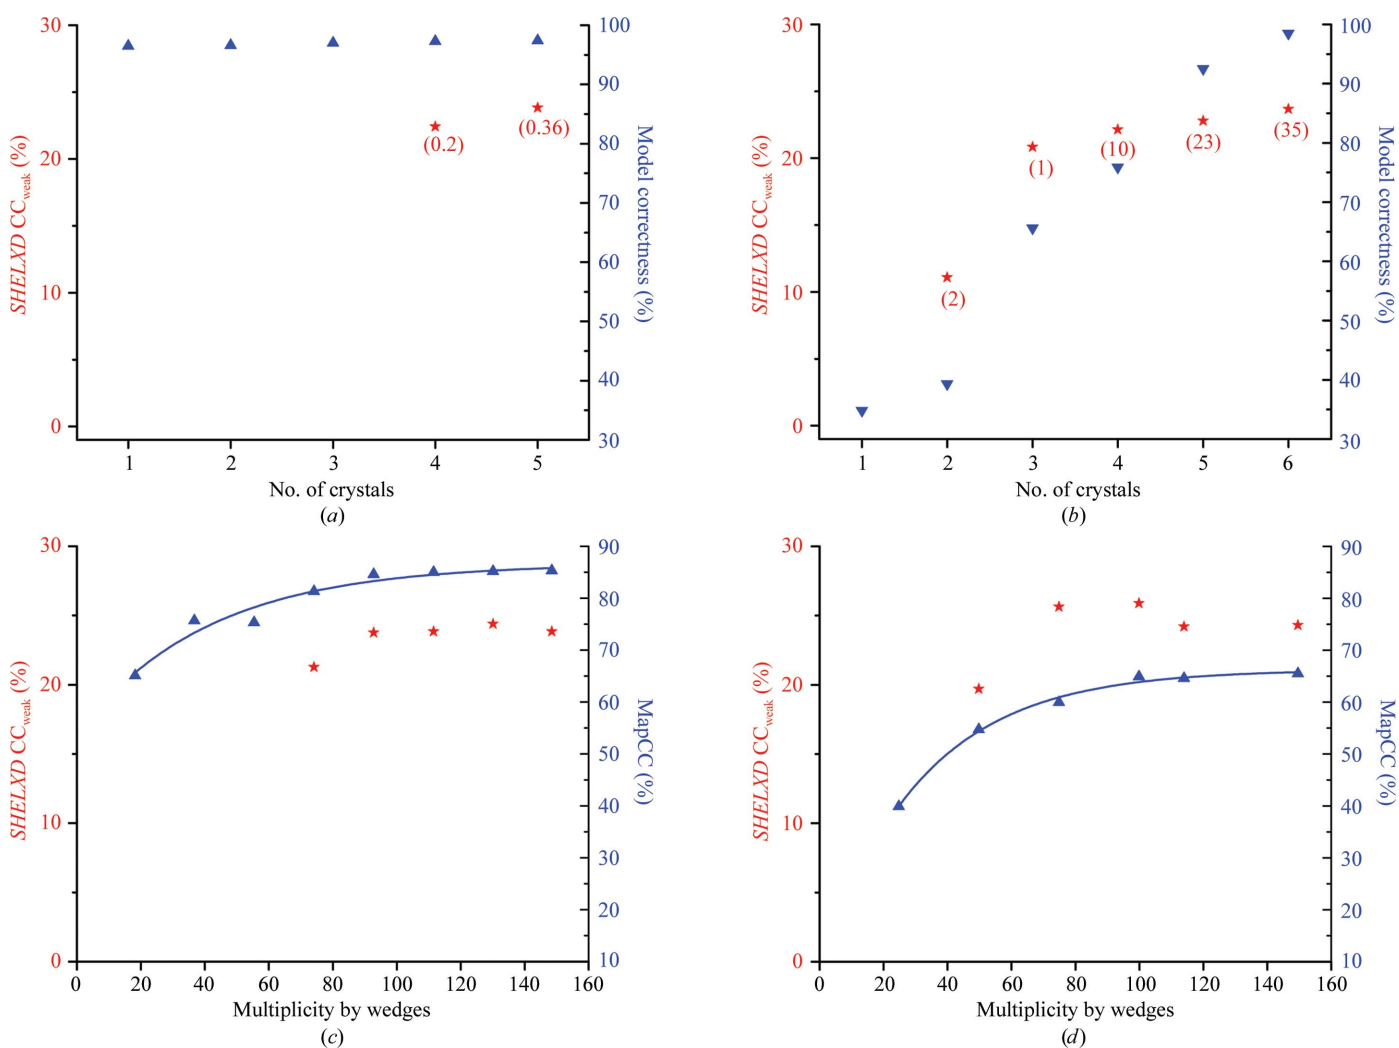 30
20
10
0
SHELXD CCweak (%)
(0.2)
(0.36)
100
90
80
70
60
50
40
30
Model correctness (%)
1 2 3 4 5
No. of crystals
(a)
30
20
10
0
SHELXD CCweak (%)
(2)
(1)
(10)
(23)
(35)
100
90
80
70
60
50
40
30
Model correctness (%)
1 2 3 4 5 6
No. of crystals
(b)
30
20
10
0
SHELXD CCweak (%)
90
80
70
60
50
40
30
20
10
MapCC (%)
0 20 40 60 80 100 120 140 160
Multiplicity by wedges
(c)
30
20
10
0
SHELXD CCweak (%)
90
80
70
60
50
40
30
20
10
MapCC (%)
0 20 40 60 80 100 120 140 160
Multiplicity by wedges
(d)